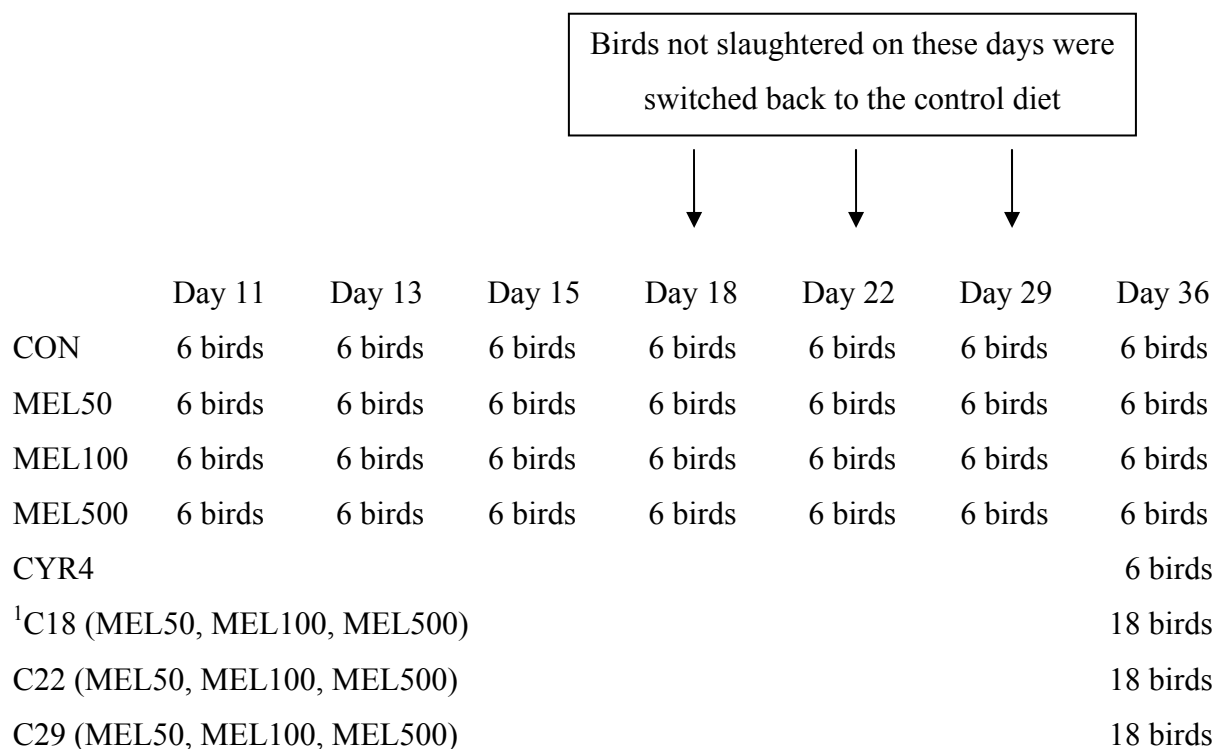 Birds not slaughtered on these days were
switched back to the control diet
Day 11 Day 13 Day 15 Day 18 Day 22 Day 29 Day 36
CON 6 birds 6 birds 6 birds 6 birds 6 birds 6 birds 6 birds
MEL50 6 birds 6 birds 6 birds 6 birds 6 birds 6 birds 6 birds
MEL100 6 birds 6 birds 6 birds 6 birds 6 birds 6 birds 6 birds
MEL500 6 birds 6 birds 6 birds 6 birds 6 birds 6 birds 6 birds
CYR4 6 birds
¹C18 (MEL50, MEL100, MEL500) 18 birds
C22 (MEL50, MEL100, MEL500) 18 birds
C29 (MEL50, MEL100, MEL500) 18 birds